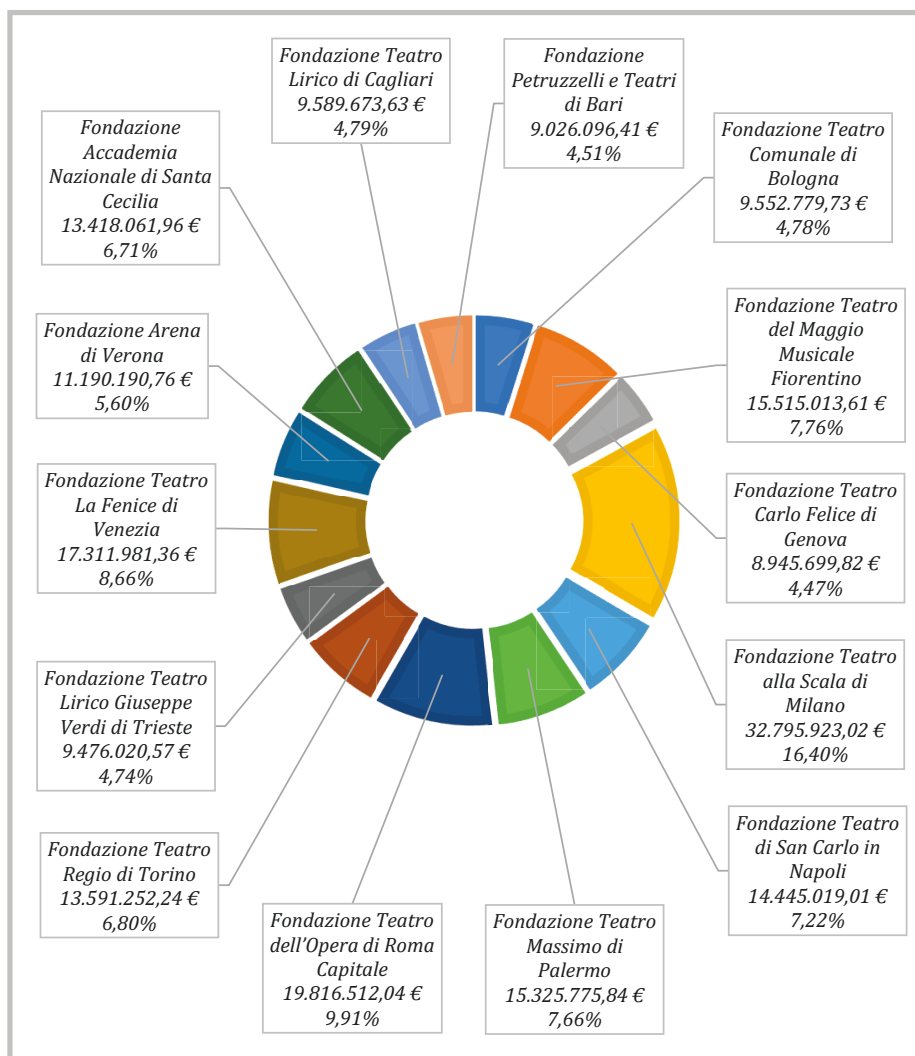 Fondazione Teatro
Lirico di Cagliari
9.589.673,63 €
4,79%
Fondazione
Petruzzelli e Teatri
di Bari
9.026.096,41 €
4,51%
Fondazione Teatro
Comunale di
Bologna
9.552.779,73 €
4,78%
Fondazione
Accademia
Nazionale di Santa
Cecilia
13.418.061,96 €
6,71%
Fondazione Teatro
del Maggio
Musicale
Fiorentino
15.515.013,61 €
7,76%
Fondazione Arena
di Verona
11.190.190,76 €
5,60%
Fondazione Teatro
La Fenice di
Venezia
17.311.981,36 €
8,66%
Fondazione Teatro
Carlo Felice di
Genova
8.945.699,82 €
4,47%
Fondazione Teatro
Lirico Giuseppe
Verdi di Trieste
9.476.020,57 €
4,74%
Fondazione Teatro
alla Scala di
Milano
32.795.923,02 €
16,40%
Fondazione Teatro
Regio di Torino
13.591.252,24 €
6,80%
Fondazione Teatro
dell’Opera di Roma
Capitale
19.816.512,04 €
9,91%
Fondazione Teatro
Massimo di
Palermo
15.325.775,84 €
7,66%
Fondazione Teatro
di San Carlo in
Napoli
14.445.019,01 €
7,22%